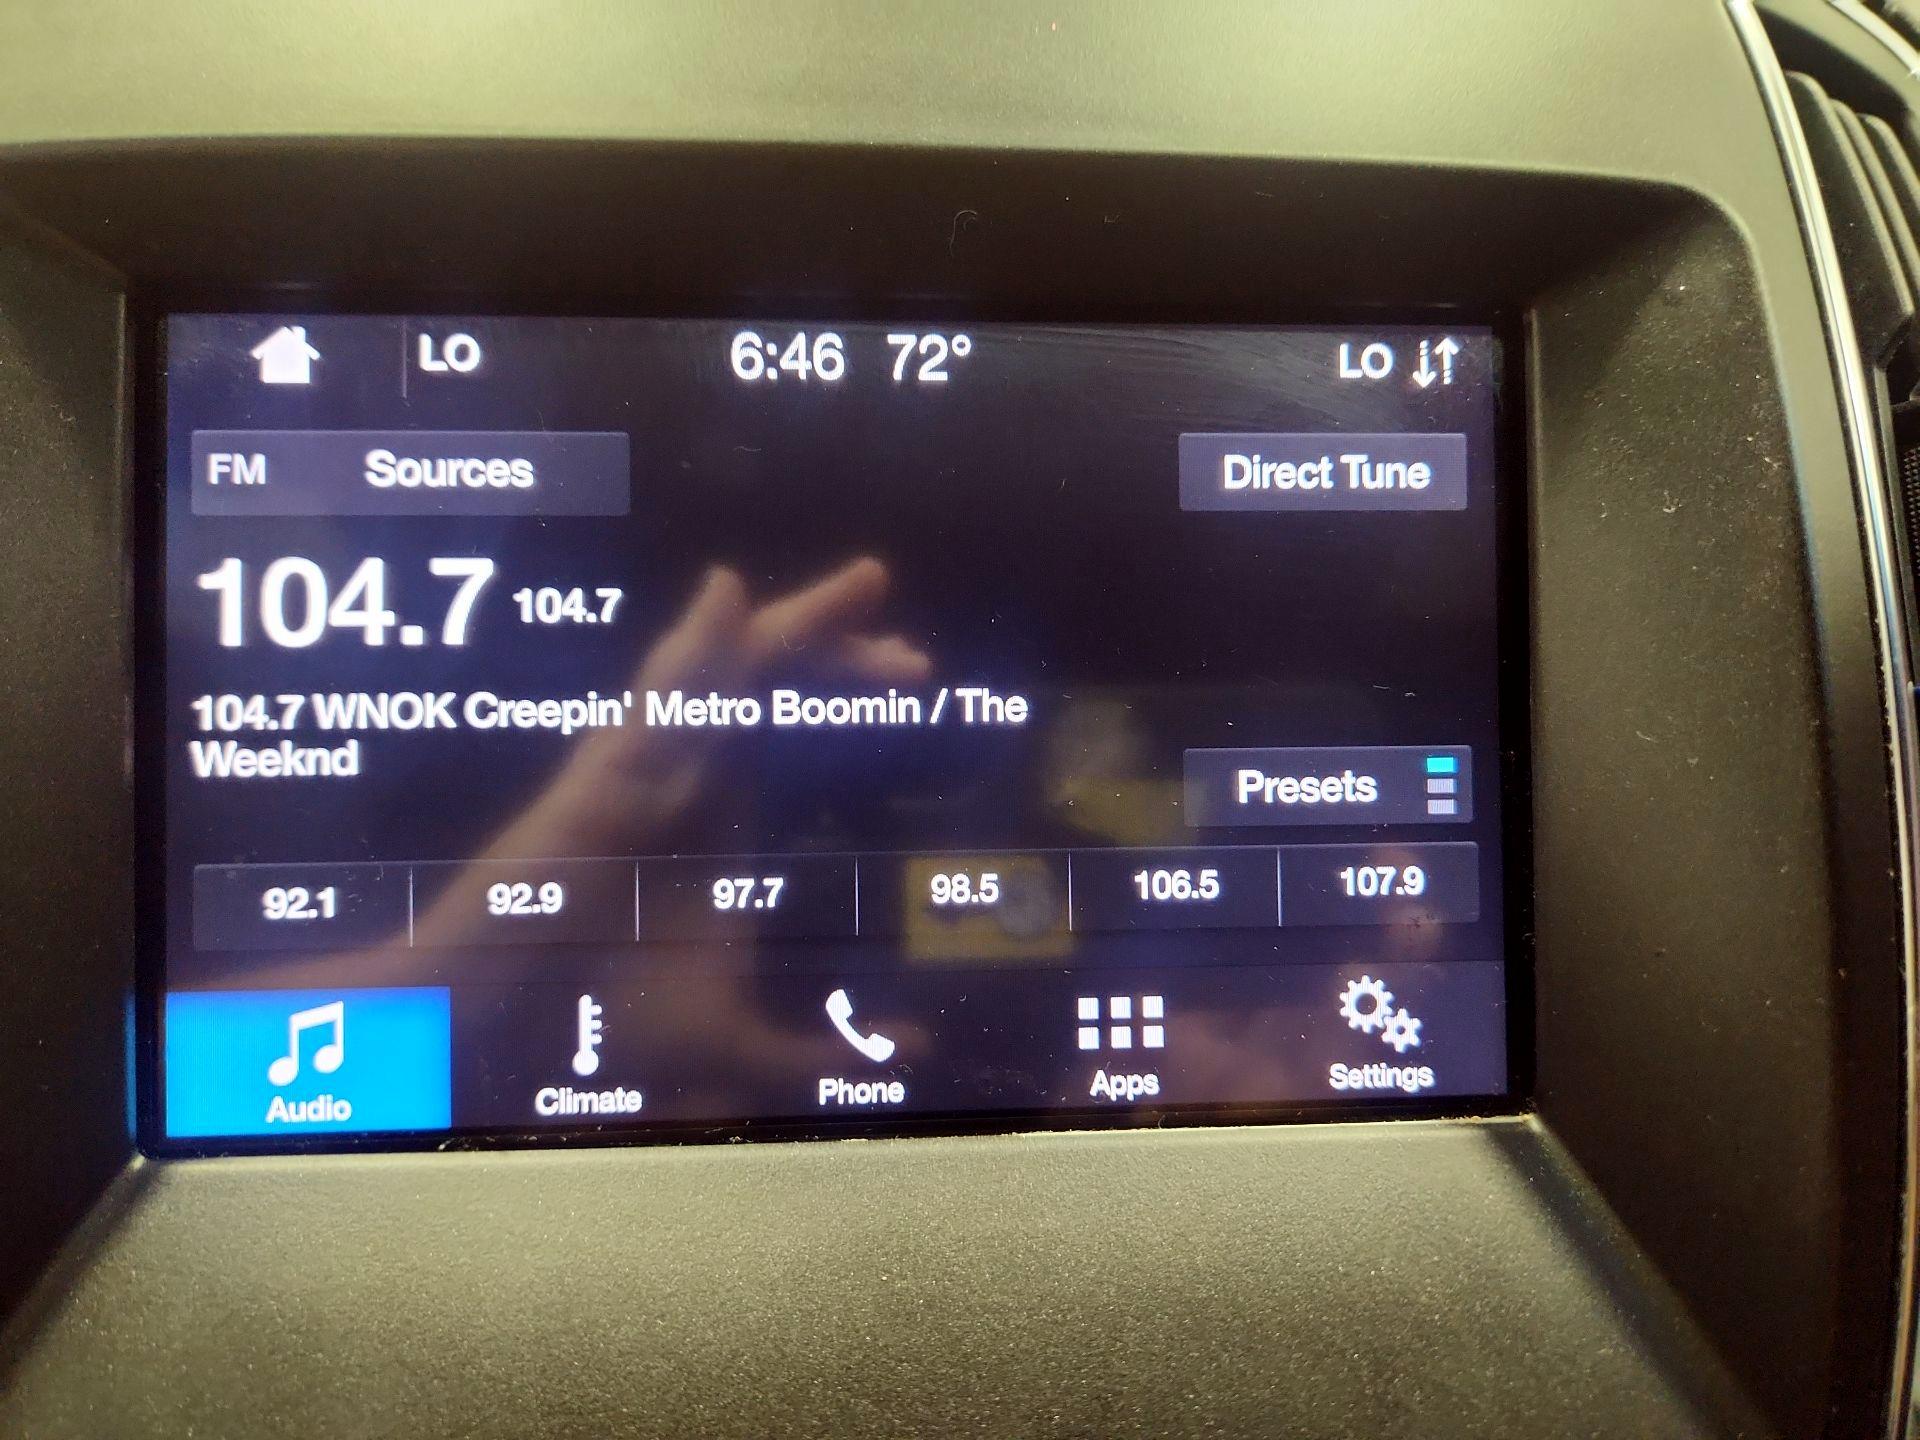 LO 6:46 72° LO
FM Sources Direct Tune
104.7 104.7
104.7 WNOK Creepin' Metro Boomin / The
Weeknd
Presets
92.1 92.9 97.7 98.5 106.5 107.9
Audio Climate Phone Apps Settings